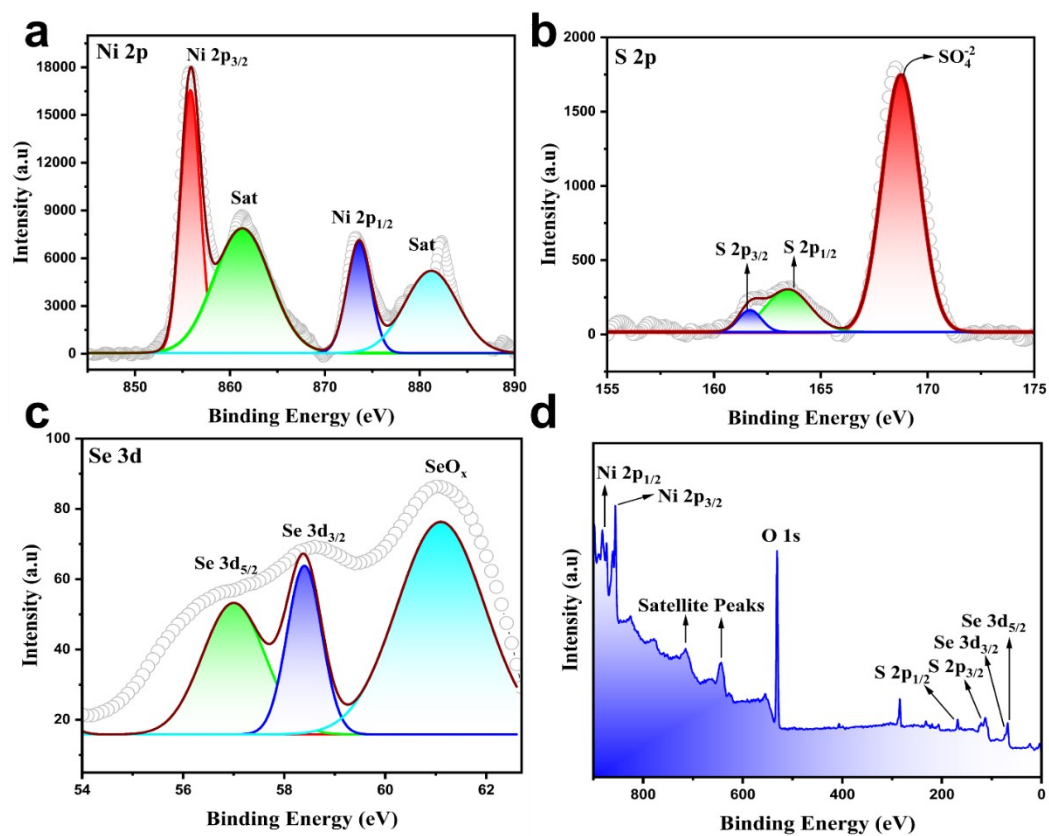 a
Ni 2p
Ni 2p3/2
Sat
Ni 2p1/2
Sat
18000
15000
12000
9000
6000
3000
0
Intensity (a.u)
850 860 870 880 890
Binding Energy (eV)
b
S 2p
SO4-2
S 2p3/2
S 2p1/2
2000
1500
1000
500
0
Intensity (a.u)
155 160 165 170 175
Binding Energy (eV)
c
Se 3d
Se 3d5/2
Se 3d3/2
SeOx
100
80
60
40
20
Intensity (a.u)
54 56 58 60 62
Binding Energy (eV)
d
Ni 2p1/2
Ni 2p3/2
O 1s
Satellite Peaks
Se 3d5/2
Se 3d3/2
S 2p3/2
S 2p1/2
Intensity (a.u)
800 600 400 200 0
Binding Energy (eV)